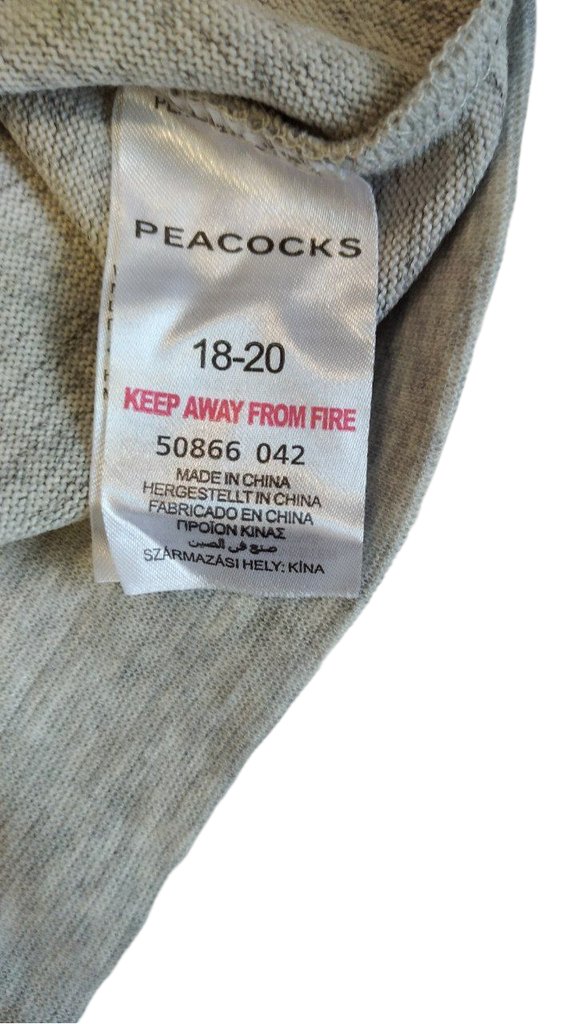 PEACOCKS
18-20
KEEP AWAY FROM FIRE
50866 042
MADE IN CHINA
HERGESTELLT IN CHINA
FABRICADO EN CHINA
ΠΡΟΪΟΝ ΚΙΝΑΣ
صنع في الصين
SZÁRMAZÁSI HELY: KÍNA